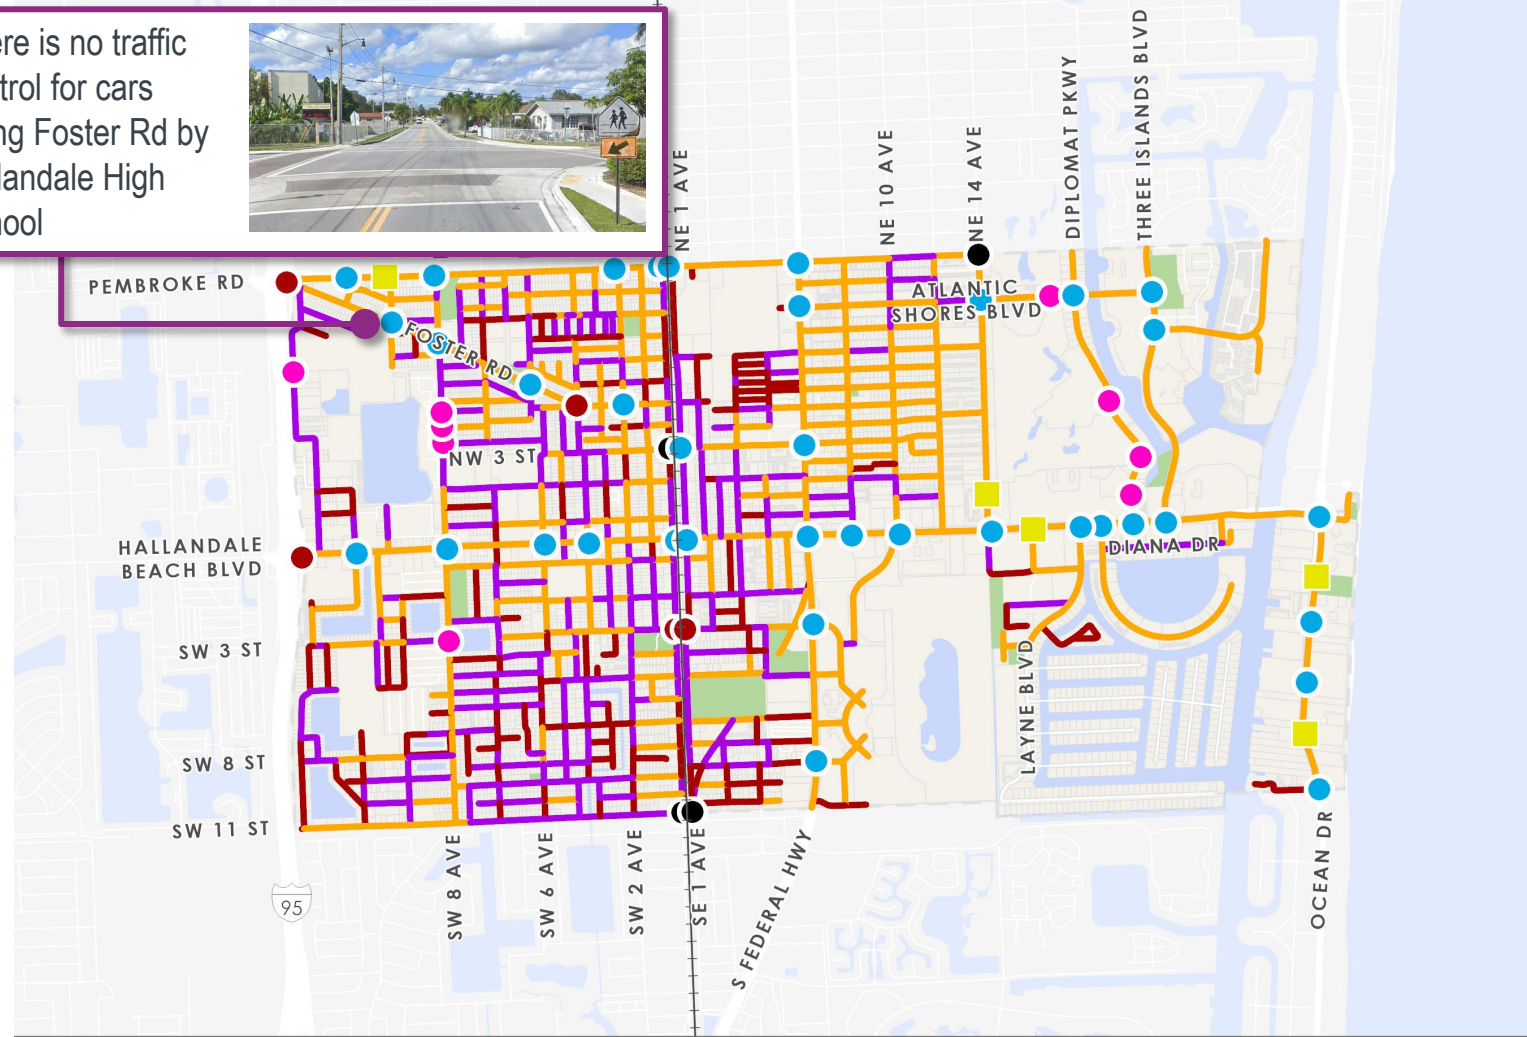 ere is no traffic
trol for cars
ng Foster Rd by
landale High
hool
PEMBROKE RD
NE 1 AVE
NE 10 AVE
NE 14 AVE
DIPLOMAT PKWY
THREE ISLANDS BLVD
ATLANTIC
SHORES BLVD
FOSTER RD
NW 3 ST
HALLANDALE
BEACH BLVD
DIANA DR
SW 3 ST
LAYNE BLVD
SW 8 ST
SW 11 ST
SW 8 AVE
SW 6 AVE
SW 2 AVE
SE 1 AVE
S FEDERAL HWY
OCEAN DR
95